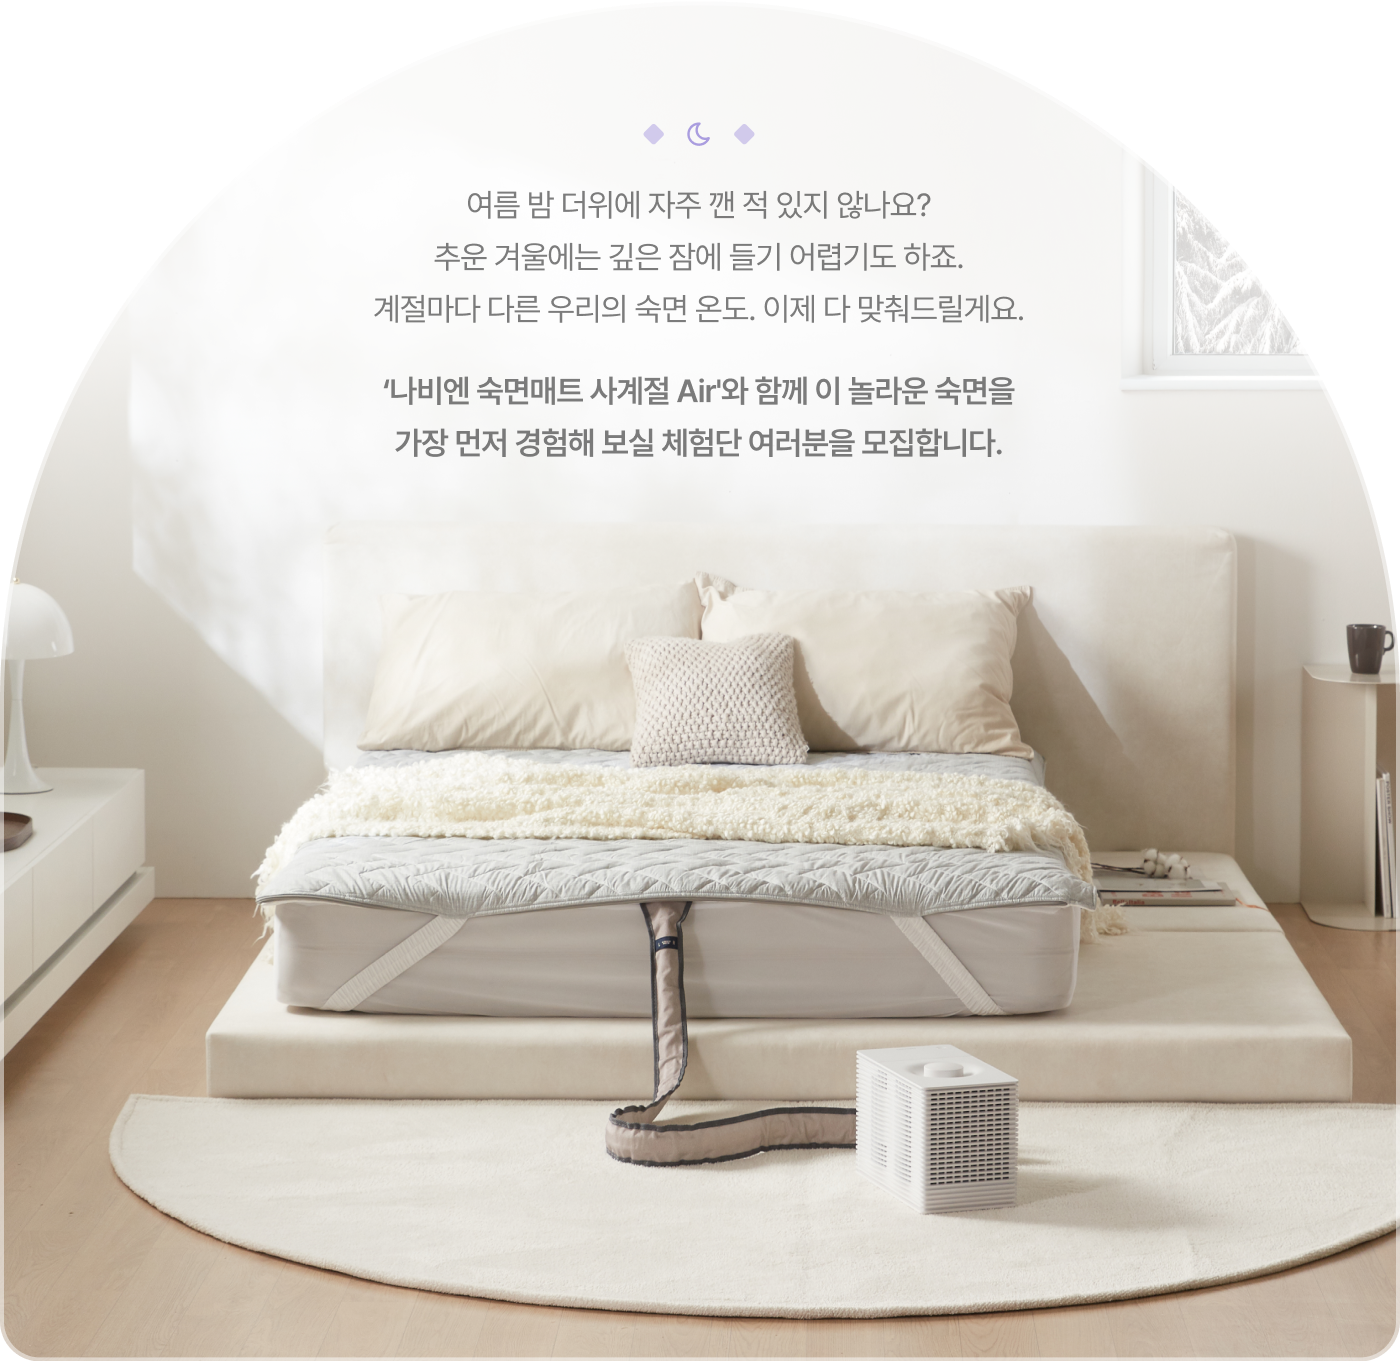 여름 밤 더위에 자주 깬 적 있지 않나요?
추운 겨울에는 깊은 잠에 들기 어렵기도 하죠.
계절마다 다른 우리의 숙면 온도. 이제 다 맞춰드릴게요.
‘나비엔 숙면매트 사계절 Air'와 함께 이 놀라운 숙면을
가장 먼저 경험해 보실 체험단 여러분을 모집합니다.